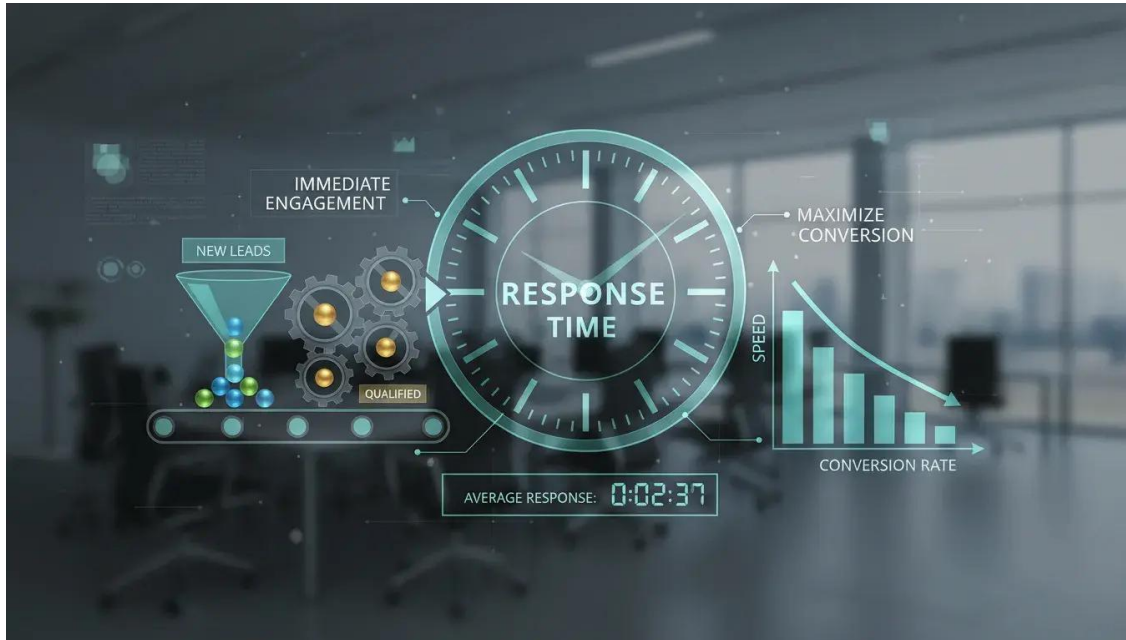 IMMEDIATE
ENGAGEMENT
NEW LEADS
QUALIFIED
RESPONSE
TIME
AVERAGE RESPONSE: 0:02:37
MAXIMIZE
CONVERSION
SPEED
CONVERSION RATE